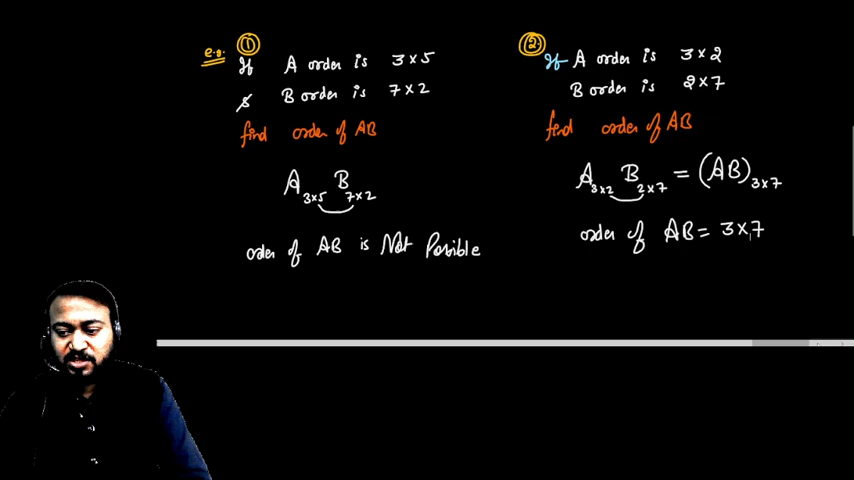 e.g. ①
If A order is 3×5
& B order is 7×2
find order of AB
A3×5 B7×2
order of AB is Not Possible
②
If A order is 3×2
B order is 2×7
find order of AB
A3×2 B2×7 = (AB)3×7
order of AB = 3×7